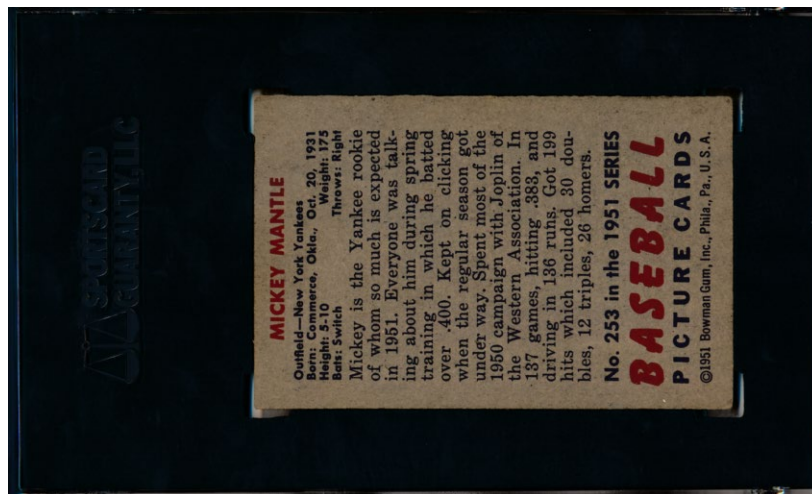 SPORTSCARD
GUARANTY, LLC
MICKEY MANTLE
Outfield—New York Yankees
Born: Commerce, Okla., Oct. 20, 1931
Height: 5-10 Weight: 175
Bats: Switch Throws: Right
Mickey is the Yankee rookie
of whom so much is expected
in 1951. Everyone was talk-
ing about him during spring
training in which he batted
over .400. Kept on clicking
when the regular season got
under way. Spent most of the
1950 campaign with Joplin of
the Western Association. In
137 games, hitting .383, and
driving in 136 runs. Got 199
hits which included 30 dou-
bles, 12 triples, 26 homers.
No. 253 in the 1951 SERIES
BASEBALL
PICTURE CARDS
©1951 Bowman Gum, Inc., Phila., Pa., U.S.A.